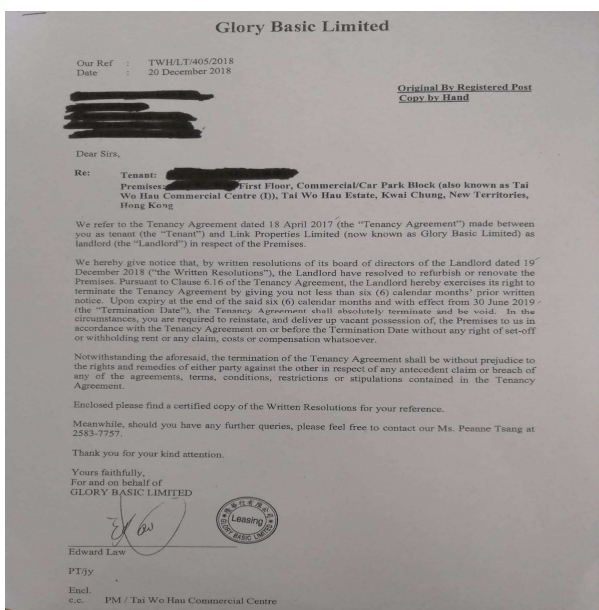 Glory Basic Limited
Our Ref : TWH/LT/405/2018
Date : 20 December 2018
Original By Registered Post
Copy by Hand
Dear Sirs,
Re: Tenant:
Premises: First Floor, Commercial/Car Park Block (also known as Tai
Wo Hau Commercial Centre (I)), Tai Wo Hau Estate, Kwai Chung, New Territories,
Hong Kong
We refer to the Tenancy Agreement dated 18 April 2017 (the “Tenancy Agreement”) made between
you as tenant (the “Tenant”) and Link Properties Limited (now known as Glory Basic Limited) as
landlord (the “Landlord”) in respect of the Premises.
We hereby give notice that, by written resolutions of its board of directors of the Landlord dated 19
December 2018 (“the Written Resolutions”), the Landlord have resolved to refurbish or renovate the
Premises. Pursuant to Clause 6.16 of the Tenancy Agreement, the Landlord hereby exercises its right to
terminate the Tenancy Agreement by giving you not less than six (6) calendar months’ prior written
notice. Upon expiry at the end of the said six (6) calendar months and with effect from 30 June 2019
(the “Termination Date”), the Tenancy Agreement shall absolutely terminate and be void. In the
circumstances, you are required to reinstate, and deliver up vacant possession of, the Premises to us in
accordance with the Tenancy Agreement on or before the Termination Date without any right of set-off
or withholding rent or any claim, costs or compensation whatsoever.
Notwithstanding the aforesaid, the termination of the Tenancy Agreement shall be without prejudice to
the rights and remedies of either party against the other in respect of any antecedent claim or breach of
any of the agreements, terms, conditions, restrictions or stipulations contained in the Tenancy
Agreement.
Enclosed please find a certified copy of the Written Resolutions for your reference.
Meanwhile, should you have any further queries, please feel free to contact our Ms. Peanne Tsang at
2583-7757.
Thank you for your kind attention.
Yours faithfully,
For and on behalf of
GLORY BASIC LIMITED
Leasing
GLORY BASIC LIMITED
Edward Law
PT/jy
Encl.
c.c. PM / Tai Wo Hau Commercial Centre